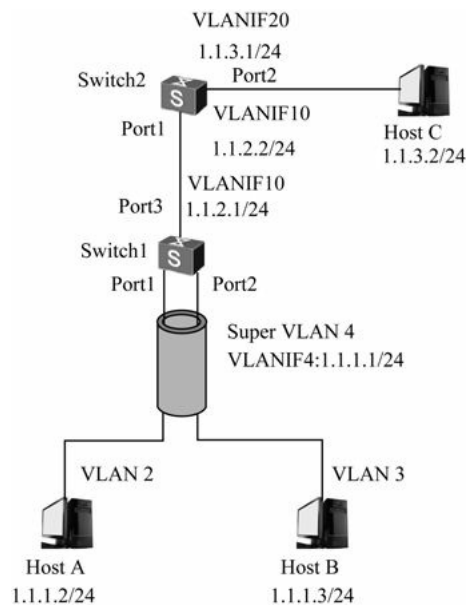 VLANIF20
1.1.3.1/24
Switch2
Port2
S
Port1
VLANIF10
1.1.2.2/24
Host C
1.1.3.2/24
Port3
VLANIF10
1.1.2.1/24
Switch1
S
Port1
Port2
Super VLAN 4
VLANIF4:1.1.1.1/24
VLAN 2
VLAN 3
Host A
1.1.1.2/24
Host B
1.1.1.3/24